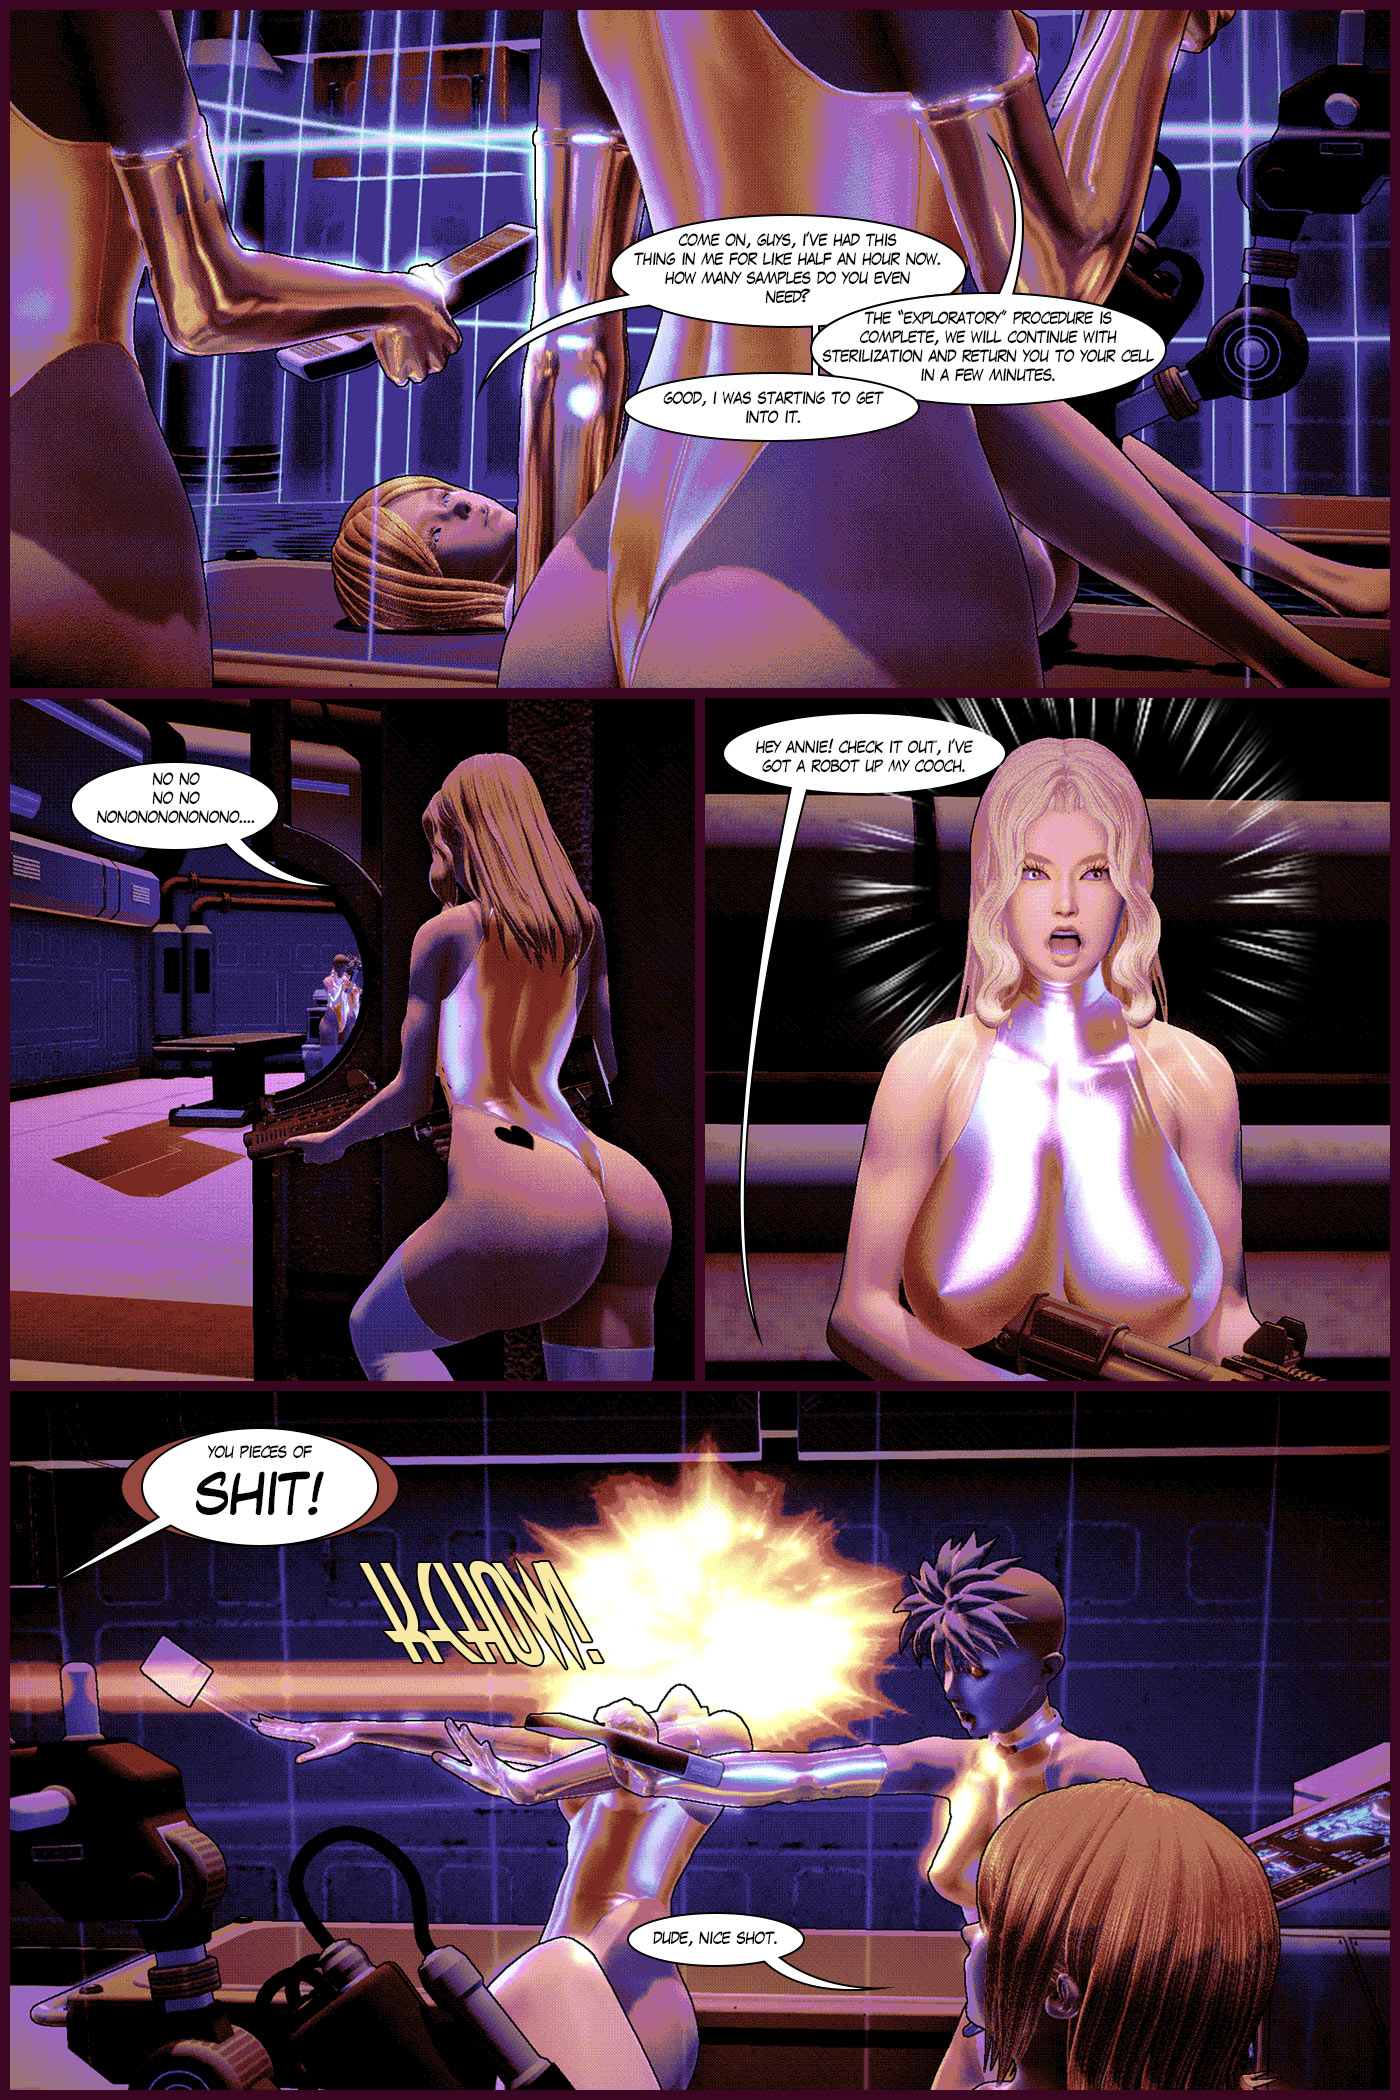 COME ON, GUYS, I'VE HAD THIS
THING IN ME FOR LIKE HALF AN HOUR NOW.
HOW MANY SAMPLES DO YOU EVEN
NEED?
THE "EXPLORATORY" PROCEDURE IS
COMPLETE, WE WILL CONTINUE WITH
STERILIZATION AND RETURN YOU TO YOUR CELL
IN A FEW MINUTES.
GOOD, I WAS STARTING TO GET
INTO IT.
NO NO
NO NO
NONONONONONONO....
HEY ANNIE! CHECK IT OUT, I'VE
GOT A ROBOT UP MY COOCH.
YOU PIECES OF
SHIT!
K-CHOW!
DUDE, NICE SHOT.